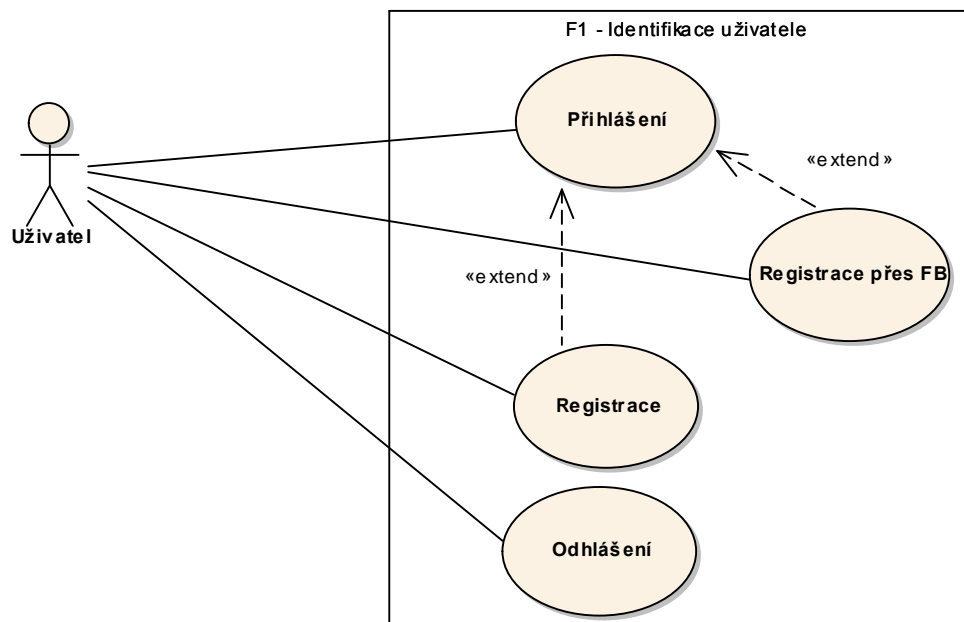 F1 - Identifikace uživatele
Přihlášení
«extend»
Uživatel
Registrace přes FB
«extend»
Registrace
Odhlášení